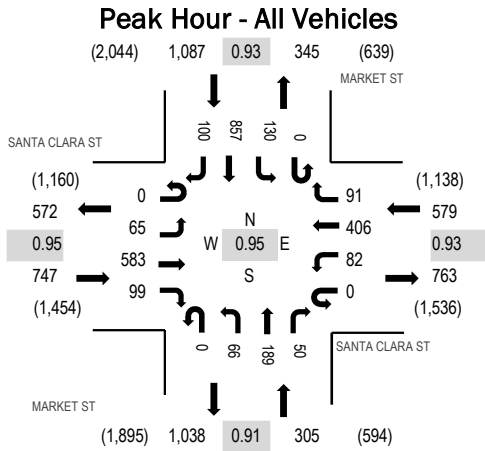 Peak Hour - All Vehicles
(2,044) 1,087 0.93 345 (639)
MARKET ST
SANTA CLARA ST
100 857 130 0
(1,160)
572
0.95
747
(1,454)
0
65
583
99
N
W 0.95 E
S
91
406
82
0
(1,138)
579
0.93
763
(1,536)
0 66 189 50
SANTA CLARA ST
MARKET ST
(1,895) 1,038 0.91 305 (594)